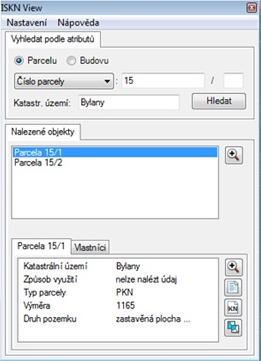 ISKN View
Nastavení Nápověda
Vyhledat podle atributů
Parcelu Budovu
Číslo parcely : 15 /
Katastr. území: Bylany Hledat
Nalezené objekty
Parcela 15/1
Parcela 15/2
Parcela 15/1 Vlastníci
Katastrální území Bylany
Způsob využití nelze nalézt údaj
Typ parcely PKN
Výměra 1165
KN
Druh pozemku zastavěná plocha ...